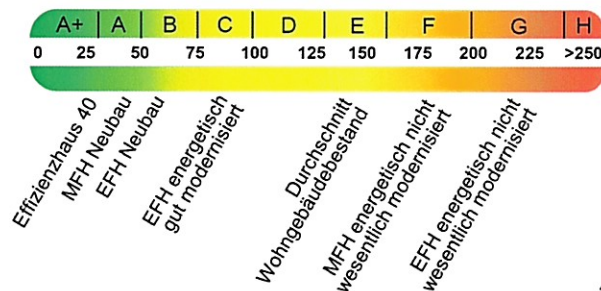 A+ A B C D E F G H
0 25 50 75 100 125 150 175 200 225 >250
Effizienzhaus 40
MFH Neubau
EFH Neubau
EFH energetisch
gut modernisiert
Durchschnitt
Wohngebäudebestand
MFH energetisch nicht
wesentlich modernisiert
EFH energetisch nicht
wesentlich modernisiert